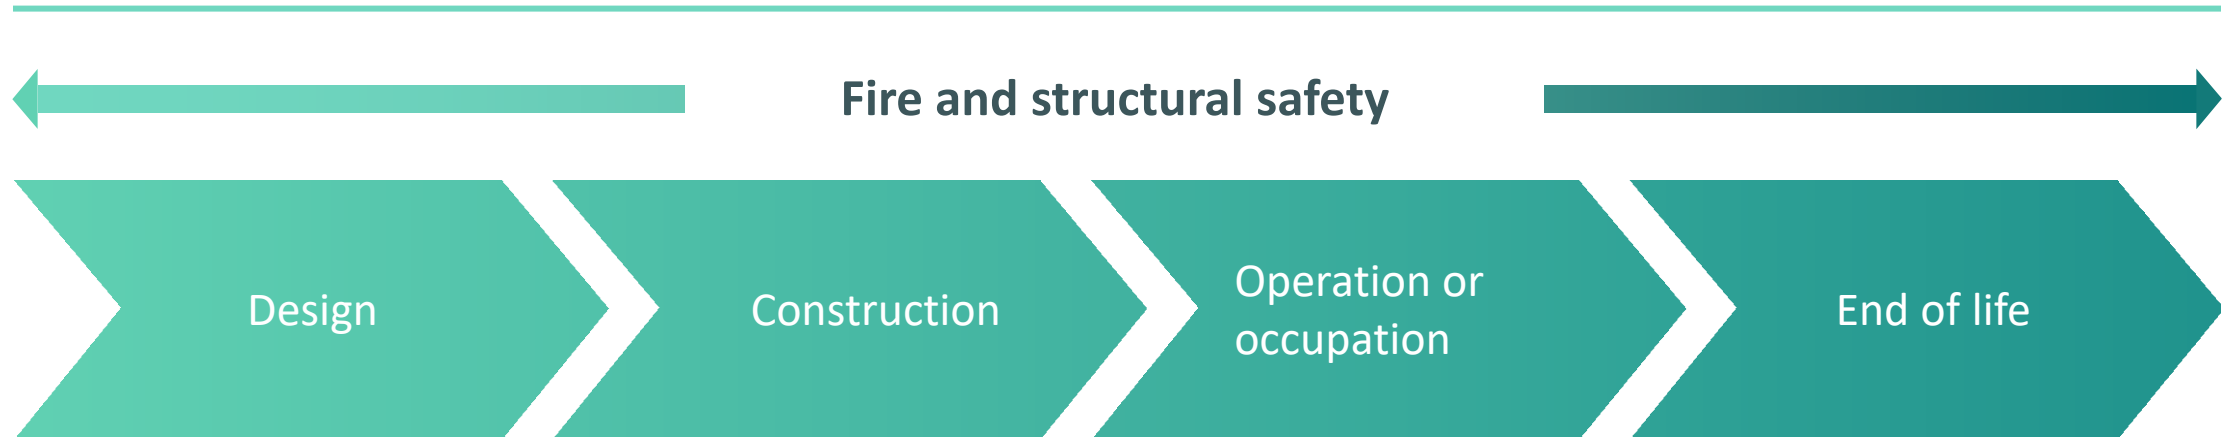 Fire and structural safety
Design
Construction
Operation or
occupation
End of life